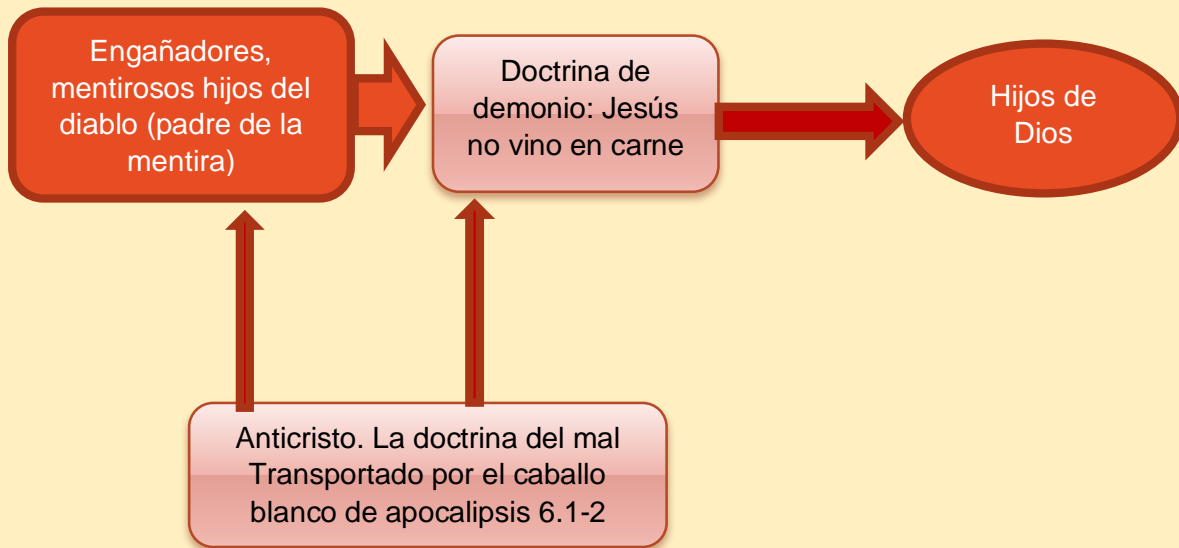 Engañadores,
mentirosos hijos del
diablo (padre de la
mentira)
Doctrina de
demonio: Jesús
no vino en carne
Hijos de
Dios
Anticristo. La doctrina del mal
Transportado por el caballo
blanco de apocalipsis 6.1-2